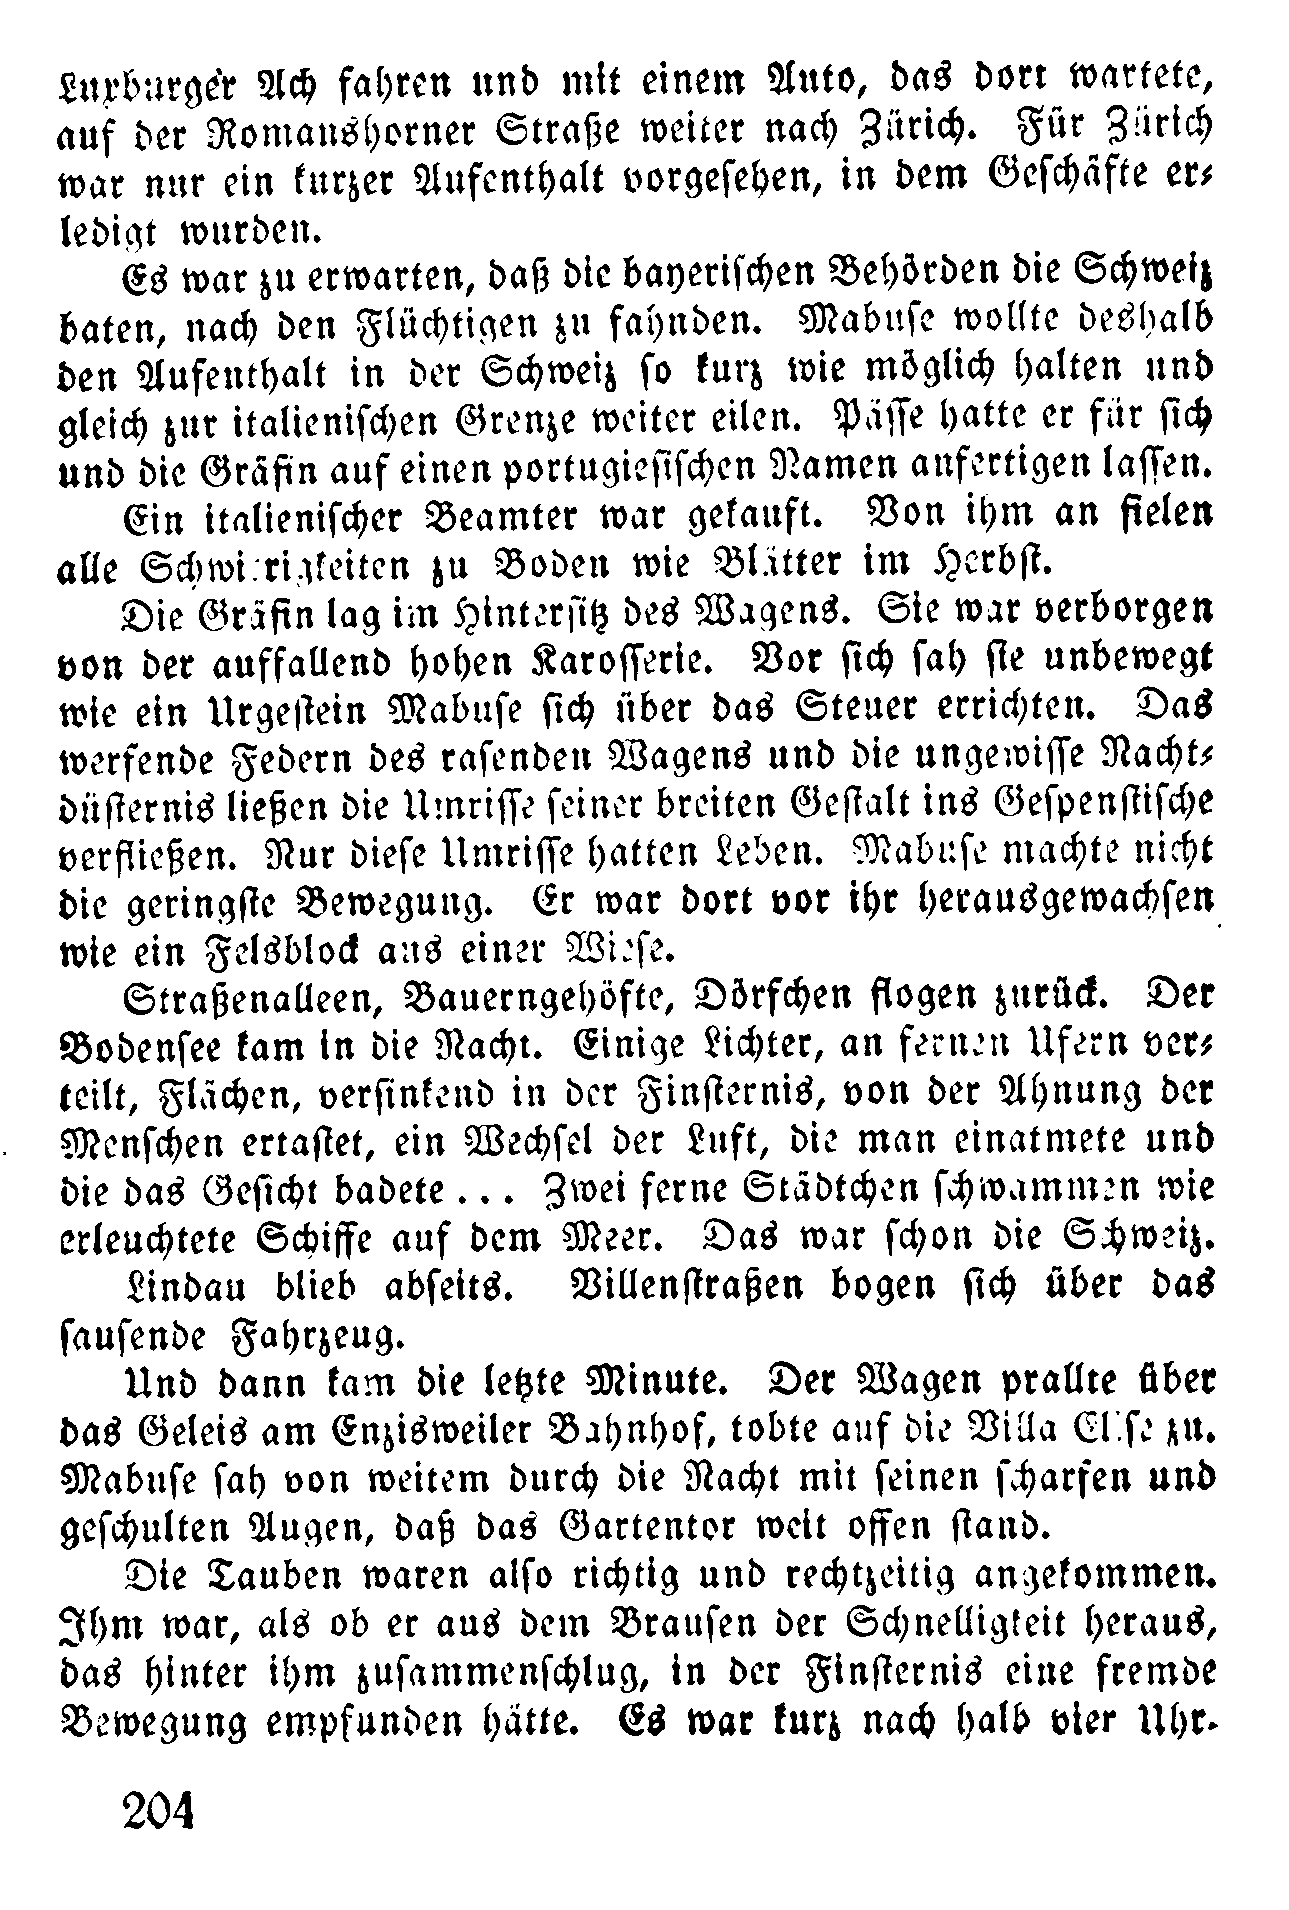 Luxburger Ach fahren und mit einem Auto, das dort wartete,
auf der Romanshorner Straße weiter nach Zürich. Für Zürich
war nur ein kurzer Aufenthalt vorgesehen, in dem Geschäfte er-
ledigt wurden.
Es war zu erwarten, daß die bayerischen Behörden die Schweiz
baten, nach den Flüchtigen zu fahnden. Mabuse wollte deshalb
den Aufenthalt in der Schweiz so kurz wie möglich halten und
gleich zur italienischen Grenze weiter eilen. Pässe hatte er für sich
und die Gräfin auf einen portugiesischen Namen anfertigen lassen.
Ein italienischer Beamter war gekauft. Von ihm an fielen
alle Schwierigkeiten zu Boden wie Blätter im Herbst.
Die Gräfin lag im Hintersitz des Wagens. Sie war verborgen
von der auffallend hohen Karosserie. Vor sich sah sie unbewegt
wie ein Urgestein Mabuse sich über das Steuer errichten. Das
werfende Federn des rasenden Wagens und die ungewisse Nacht-
düsternis ließen die Umrisse seiner breiten Gestalt ins Gespenstische
verfließen. Nur diese Umrisse hatten Leben. Mabuse machte nicht
die geringste Bewegung. Er war dort vor ihr herausgewachsen
wie ein Felsblock aus einer Wiese.
Straßenalleen, Bauerngehöfte, Dörfchen flogen zurück. Der
Bodensee kam in die Nacht. Einige Lichter, an fernen Ufern ver-
teilt, Flächen, versinkend in der Finsternis, von der Ahnung der
Menschen ertastet, ein Wechsel der Luft, die man einatmete und
die das Gesicht badete ... Zwei ferne Städtchen schwammen wie
erleuchtete Schiffe auf dem Meer. Das war schon die Schweiz.
Lindau blieb abseits. Villenstraßen bogen sich über das
sausende Fahrzeug.
Und dann kam die letzte Minute. Der Wagen prallte über
das Geleis am Enzisweiler Bahnhof, tobte auf die Villa Elise zu.
Mabuse sah von weitem durch die Nacht mit seinen scharfen und
geschulten Augen, daß das Gartentor weit offen stand.
Die Tauben waren also richtig und rechtzeitig angekommen.
Ihm war, als ob er aus dem Brausen der Schnelligkeit heraus,
das hinter ihm zusammenschlug, in der Finsternis eine fremde
Bewegung empfunden hätte. Es war kurz nach halb vier Uhr.
204